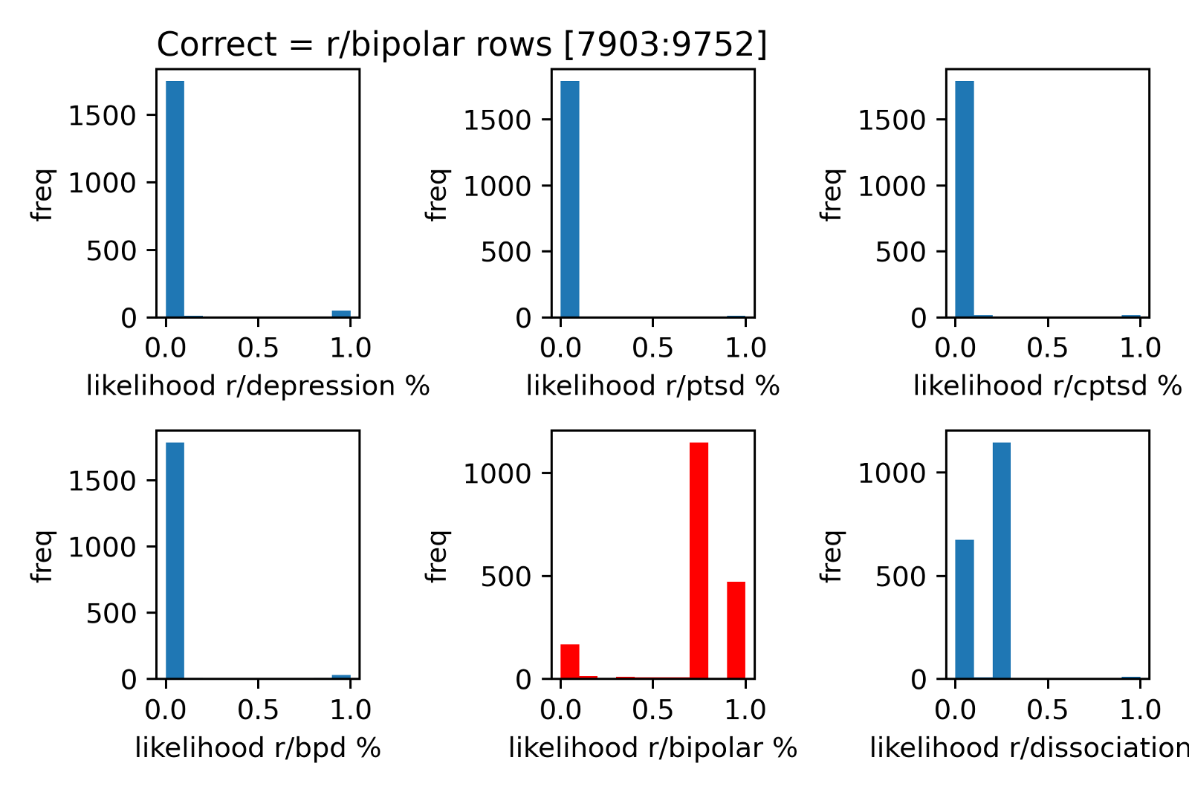 Correct = r/bipolar rows [7903:9752]
freq
1500
1000
500
0
0.0 0.5 1.0
likelihood r/depression %
freq
1500
1000
500
0
0.0 0.5 1.0
likelihood r/ptsd %
freq
1500
1000
500
0
0.0 0.5 1.0
likelihood r/cptsd %
freq
1500
1000
500
0
0.0 0.5 1.0
likelihood r/bpd %
freq
1000
500
0
0.0 0.5 1.0
likelihood r/bipolar %
freq
1000
500
0
0.0 0.5 1.0
likelihood r/dissociation